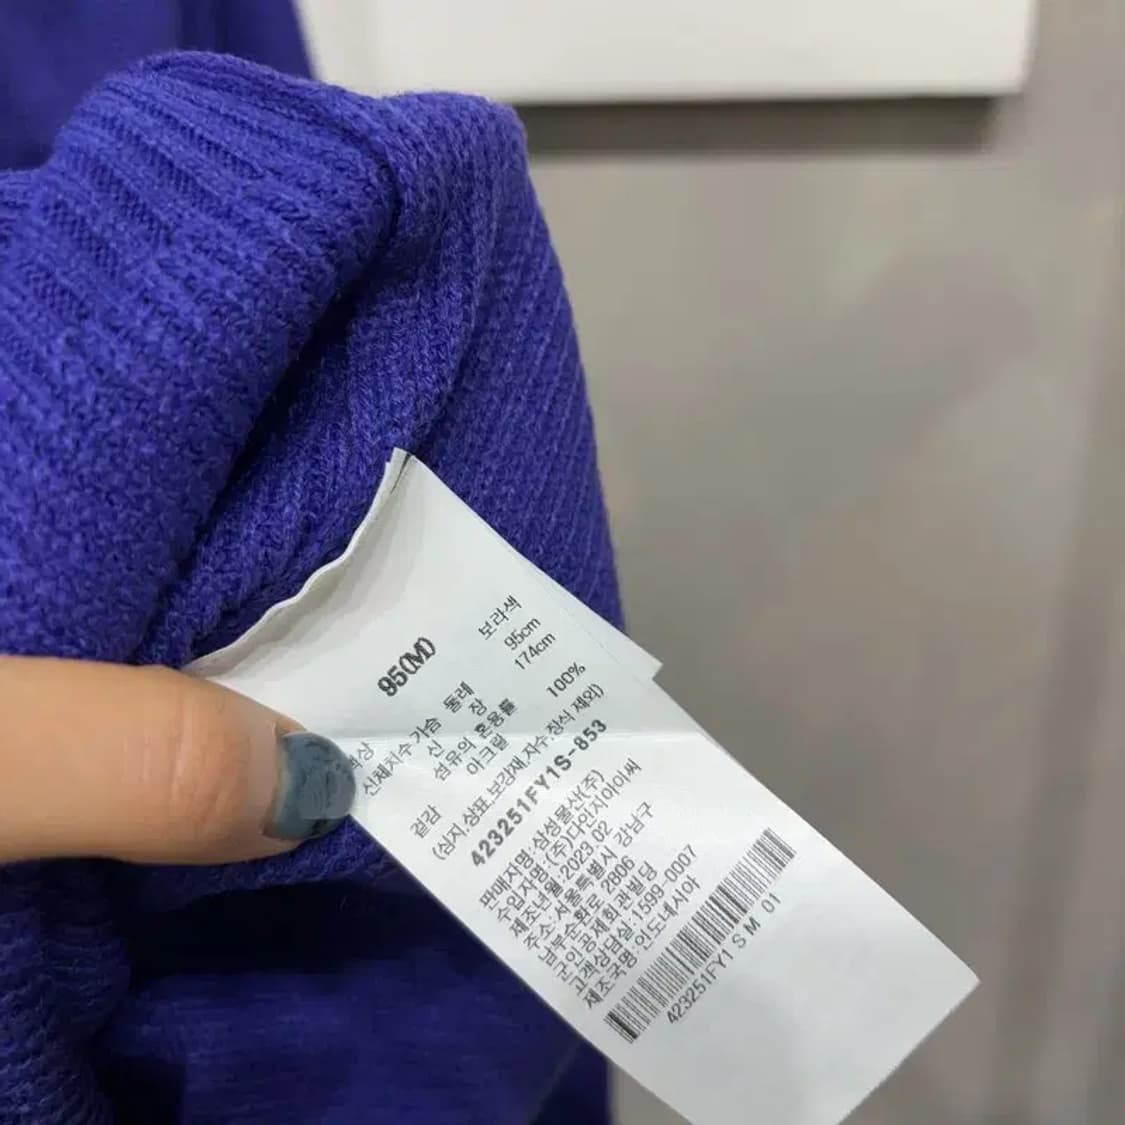 95(M)
색상 보라색
신체치수 가슴 둘레 95cm
신 장 174cm
섬유의 혼용률
겉감 아크릴 100%
(심지,상표,보강재,자수,장식 제외)
423251FY1S-853
판매자명:삼성물산(주)
수입자명:(주)다인지아이씨
제조년월:2023.02
주소:서울특별시 강남구
남부순환로 2806
군인공제회관빌딩
고객상담실:1599-0007
제조국명:인도네시아
423251FY1 S M 01